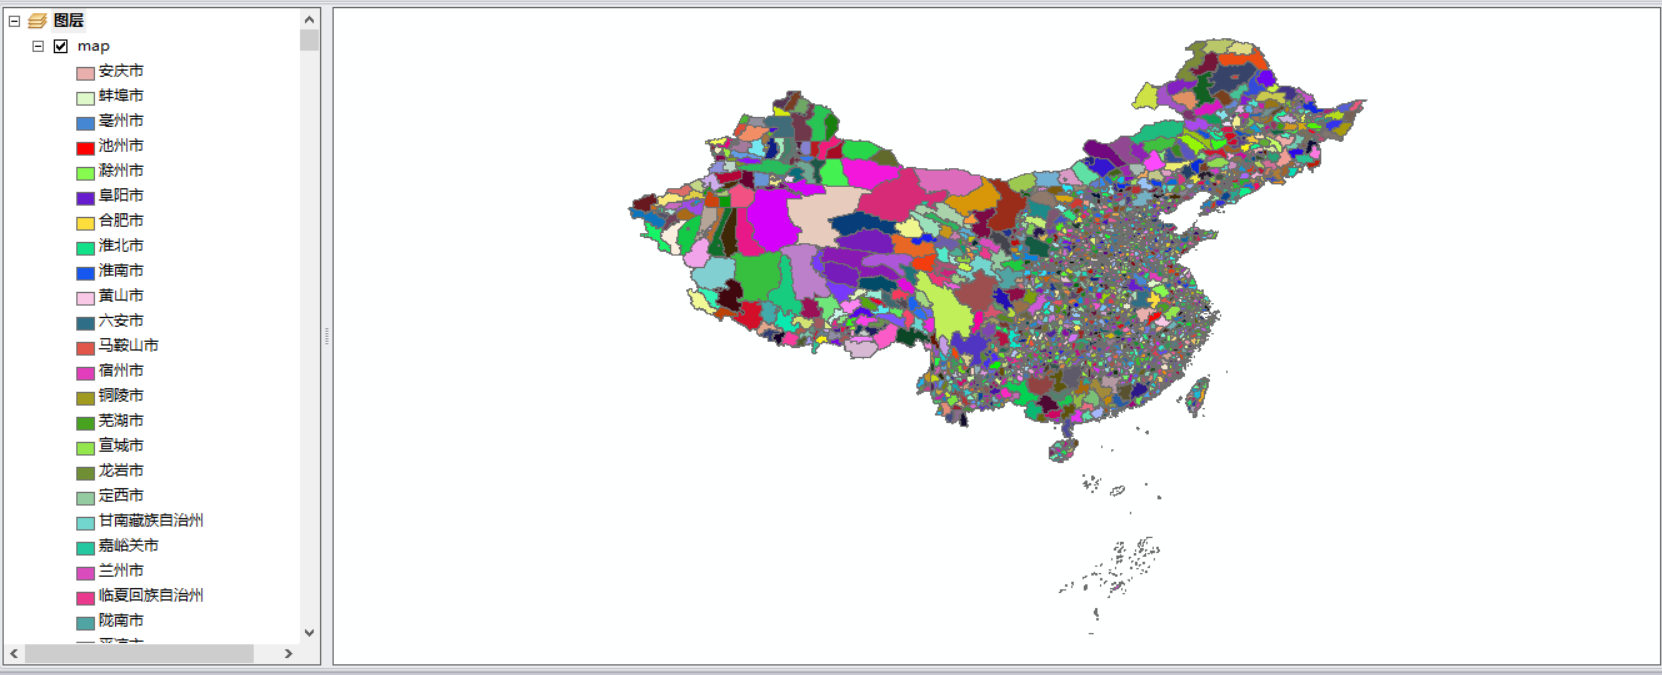 图层
map
安庆市
蚌埠市
亳州市
池州市
滁州市
阜阳市
合肥市
淮北市
淮南市
黄山市
六安市
马鞍山市
宿州市
铜陵市
芜湖市
宣城市
龙岩市
定西市
甘南藏族自治州
嘉峪关市
兰州市
临夏回族自治州
陇南市